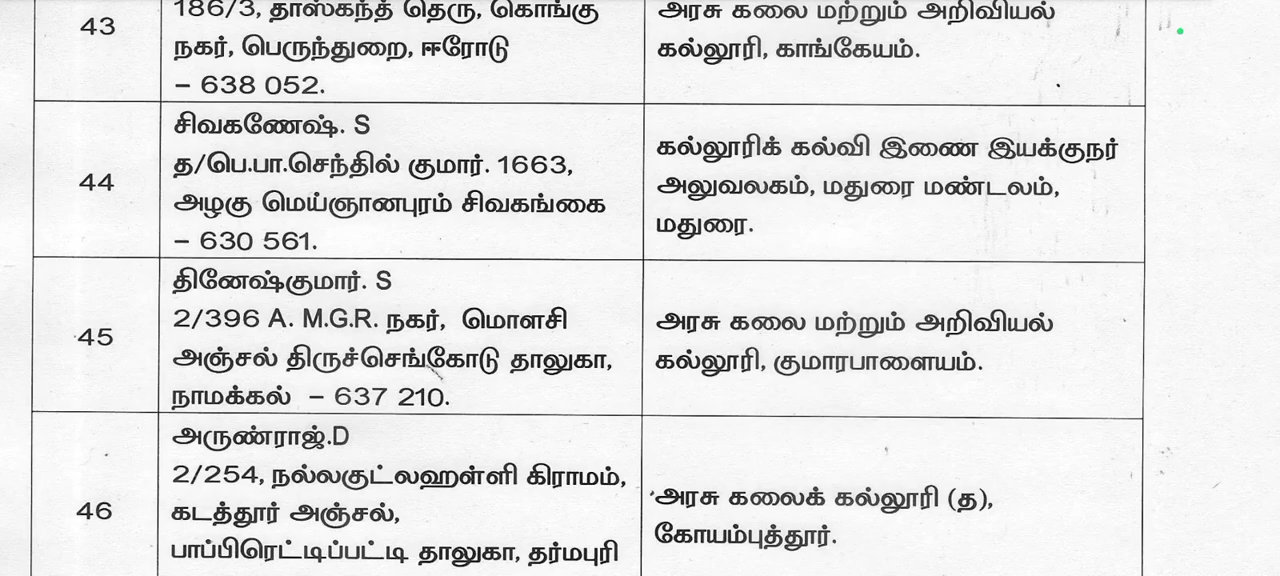 43
186/3, தாஸ்கந்த் தெரு, கொங்கு
நகர், பெருந்துறை, ஈரோடு
– 638 052.
அரசு கலை மற்றும் அறிவியல்
கல்லூரி, காங்கேயம்.
44
சிவகணேஷ். S
த/பெ.பா.செந்தில் குமார். 1663,
அழகு மெய்ஞானபுரம் சிவகங்கை
– 630 561.
கல்லூரிக் கல்வி இணை இயக்குநர்
அலுவலகம், மதுரை மண்டலம்,
மதுரை.
45
தினேஷ்குமார். S
2/396 A. M.G.R. நகர், மொளசி
அஞ்சல் திருச்செங்கோடு தாலுகா,
நாமக்கல் – 637 210.
அரசு கலை மற்றும் அறிவியல்
கல்லூரி, குமாரபாளையம்.
46
அருண்ராஜ்.D
2/254, நல்லகுட்லஹள்ளி கிராமம்,
கடத்தூர் அஞ்சல்,
பாப்பிரெட்டிப்பட்டி தாலுகா, தர்மபுரி
அரசு கலைக் கல்லூரி (த),
கோயம்புத்தூர்.